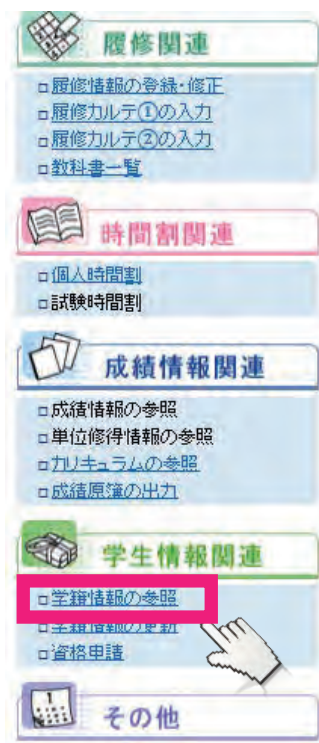 履修関連
履修情報の登録・修正
履修カルテ①の入力
履修カルテ②の入力
教科書一覧
時間割関連
個人時間割
試験時間割
成績情報関連
成績情報の参照
単位修得情報の参照
カリキュラムの参照
成績原簿の出力
学生情報関連
学籍情報の参照
学籍情報の更新
資格申請
その他